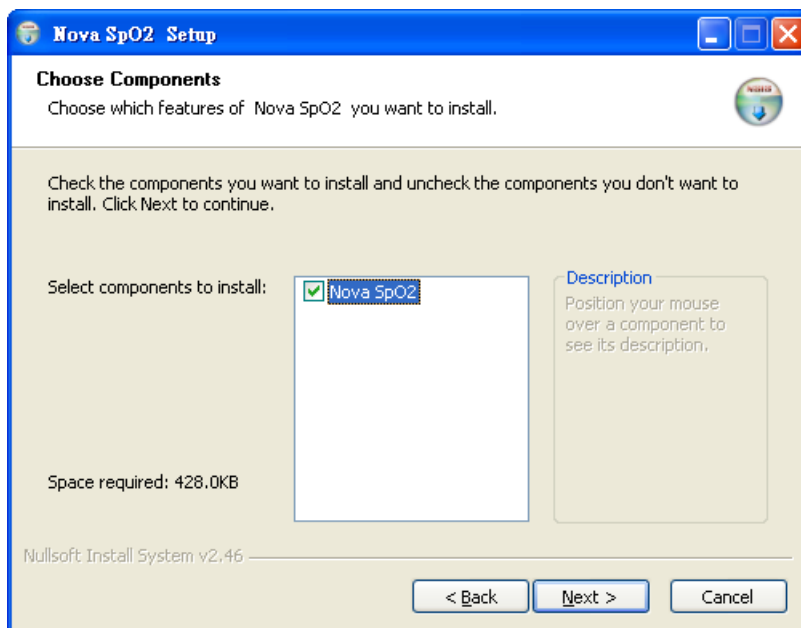 Nova SpO2 Setup
Choose Components
Choose which features of Nova SpO2 you want to install.
Check the components you want to install and uncheck the components you don't want to
install. Click Next to continue.
Select components to install:
Nova SpO2
Description
Position your mouse
over a component to
see its description.
Space required: 428.0KB
Nullsoft Install System v2.46
< Back
Next >
Cancel